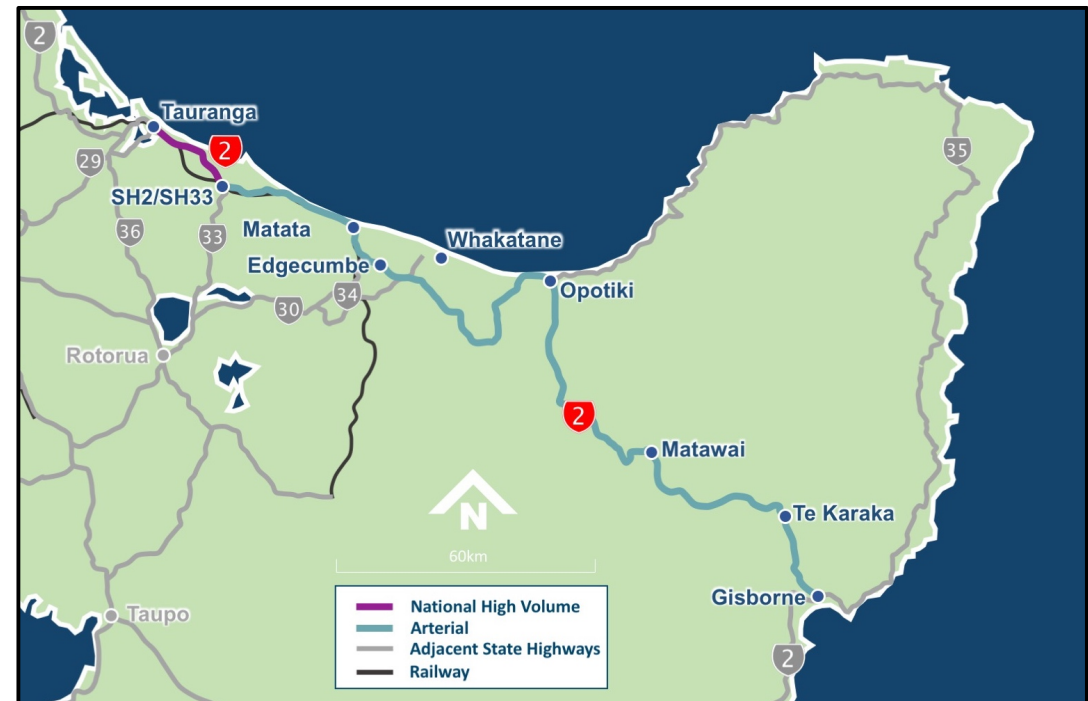 2
Tauranga
2
29
SH2/SH33
35
36
33
Matata
Whakatane
Edgecumbe
Opotiki
34
30
Rotorua
2
Matawai
N
Te Karaka
60km
Gisborne
Taupo
National High Volume
Arterial
Adjacent State Highways
Railway
2